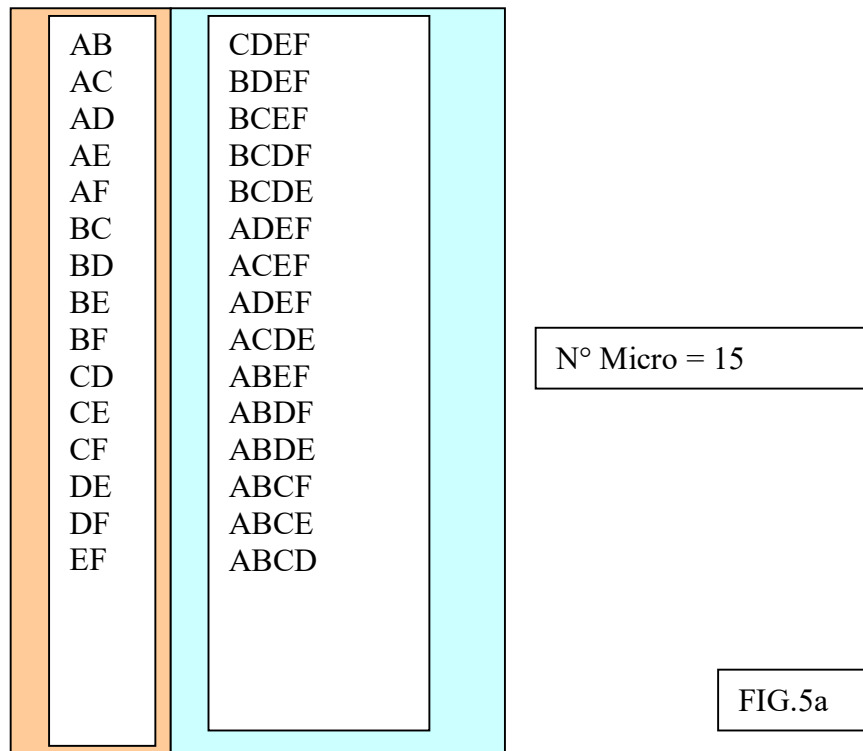 AB CDEF
AC BDEF
AD BCEF
AE BCDF
AF BCDE
BC ADEF
BD ACEF
BE ADEF
BF ACDE
CD ABEF
CE ABDF
CF ABDE
DE ABCF
DF ABCE
EF ABCD
N° Micro = 15
FIG.5a